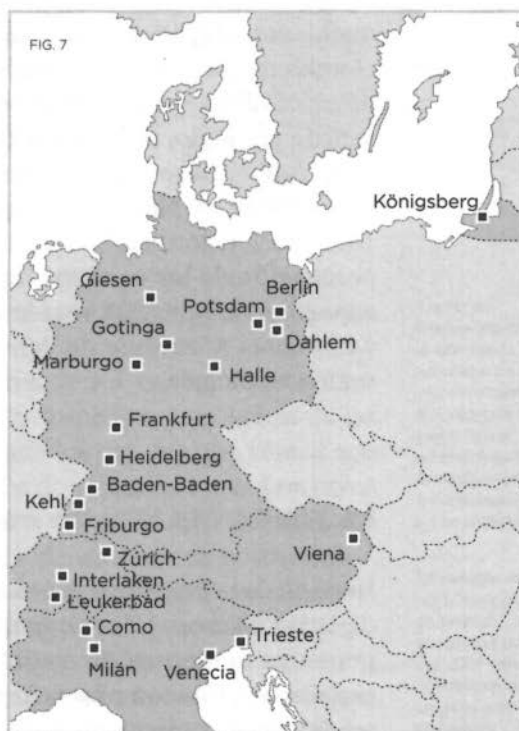 FIG. 7
Königsberg
Giesen
Berlin
Potsdam
Gotinga
Dahlem
Marburgo
Halle
Frankfurt
Heidelberg
Baden-Baden
Kehl
Friburgo
Viena
Zúrich
Interlaken
Leukerbad
Como
Trieste
Milán
Venecia